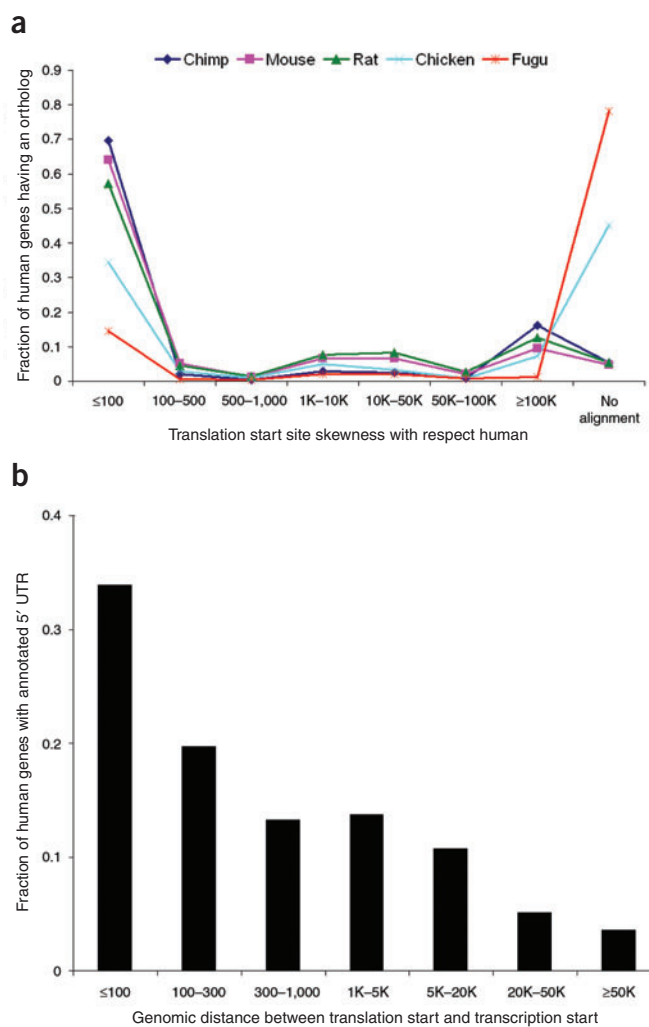 a
Chimp Mouse Rat Chicken Fugu
Fraction of human genes having an ortholog
0.9
0.8
0.7
0.6
0.5
0.4
0.3
0.2
0.1
0
≤100 100–500 500–1,000 1K–10K 10K–50K 50K–100K ≥100K No alignment
Translation start site skewness with respect human
b
Fraction of human genes with annotated 5′ UTR
0.4
0.3
0.2
0.1
0
≤100 100–300 300–1,000 1K–5K 5K–20K 20K–50K ≥50K
Genomic distance between translation start and transcription start